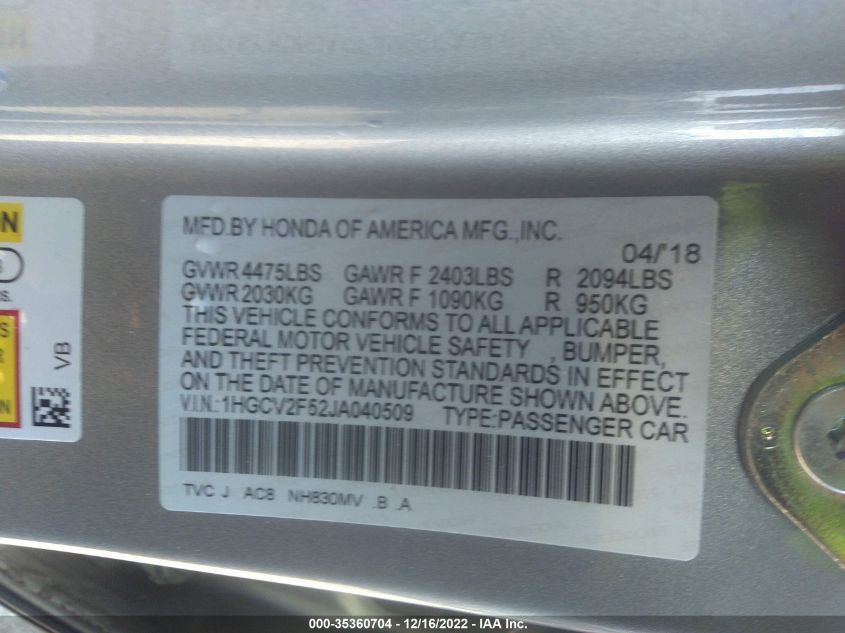 MFD.BY HONDA OF AMERICA MFG.,INC.
04/'18
GVWR 4475LBS GAWR F 2403LBS R 2094LBS
GVWR 2030KG GAWR F 1090KG R 950KG
THIS VEHICLE CONFORMS TO ALL APPLICABLE
FEDERAL MOTOR VEHICLE SAFETY , BUMPER,
AND THEFT PREVENTION STANDARDS IN EFFECT
ON THE DATE OF MANUFACTURE SHOWN ABOVE.
V.I.N.:1HGCV2F52JA040509 TYPE:PASSENGER CAR
TVC J AC8 NH830MV .B .A
VB
000-35360704 - 12/16/2022 - IAA Inc.